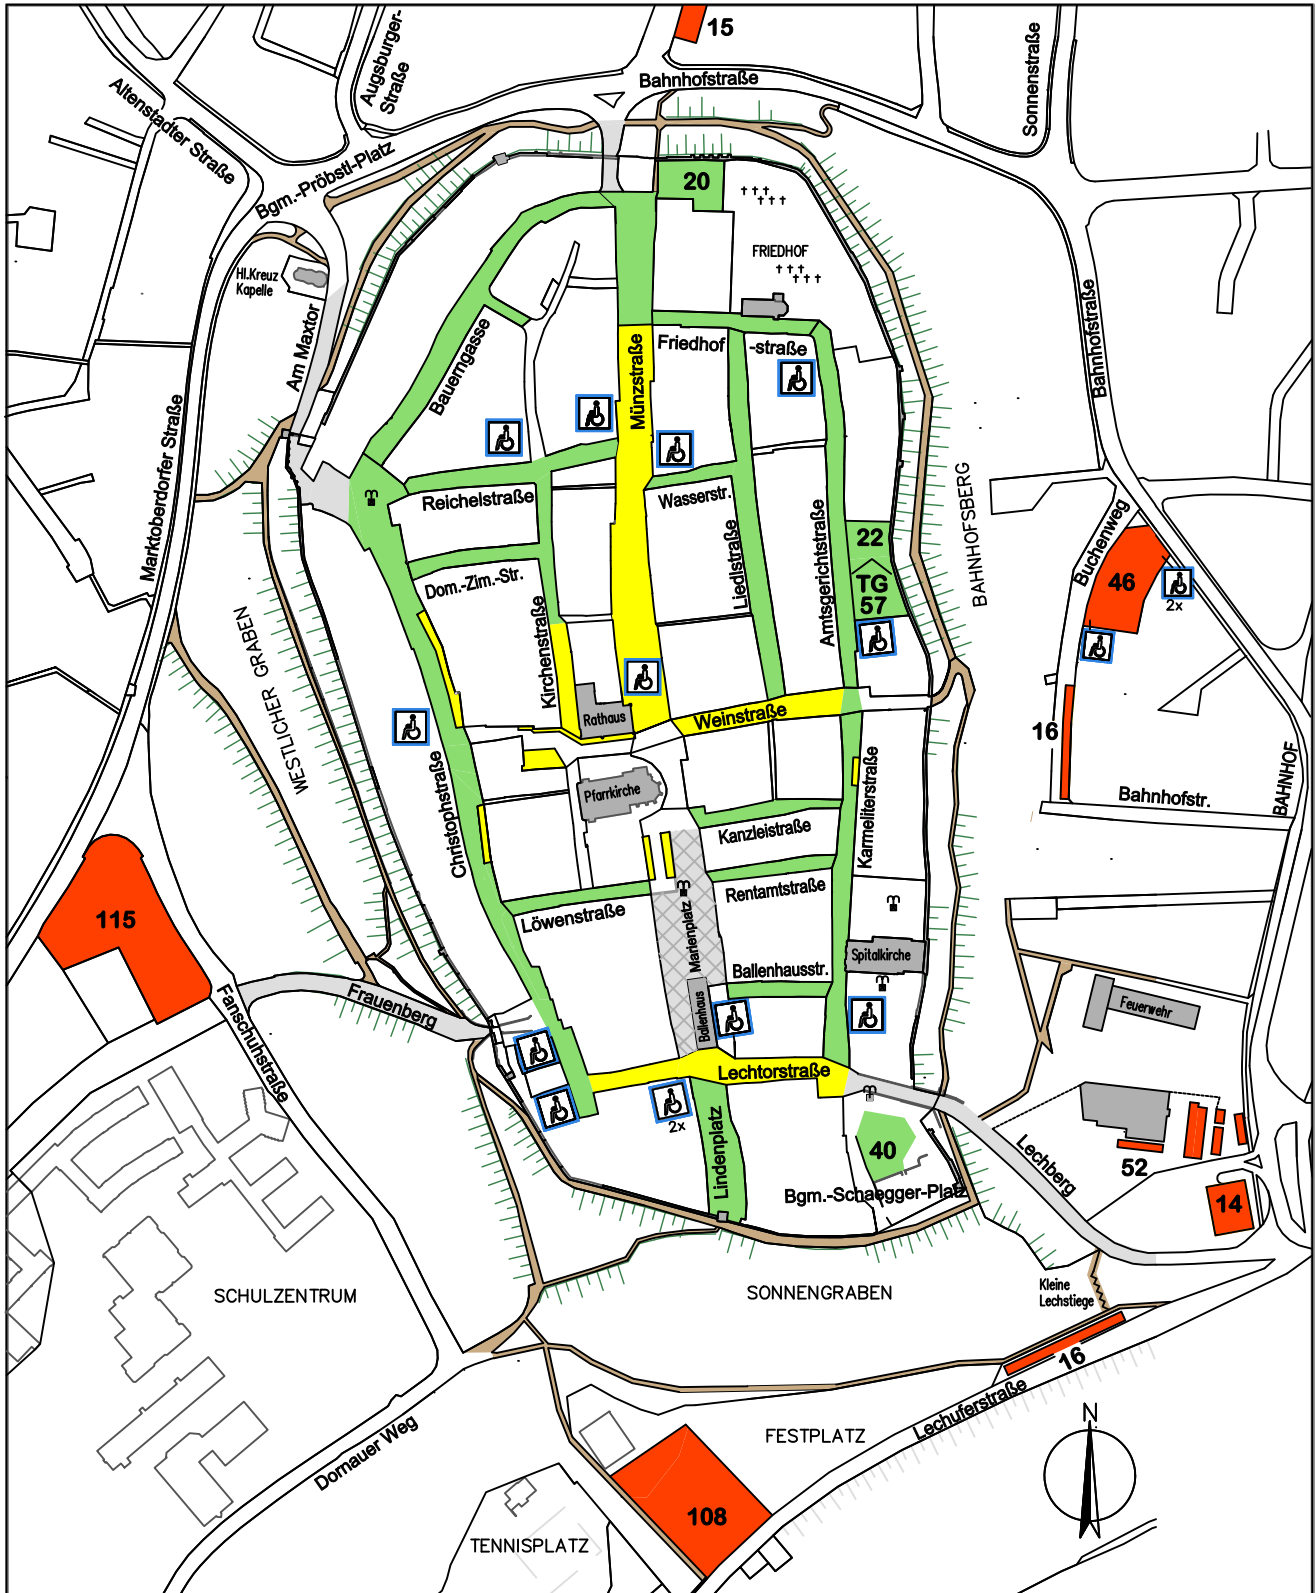 15
Bahnhofstraße
Augsburger-
Straße
Sonnenstraße
Altenstadter Straße
Bgm.-Pröbstl-Platz
20
FRIEDHOF
Hl.Kreuz
Kapelle
Am Maxtor
Bauerngasse
Münzstraße
Friedhof
-straße
Bahnhofstraße
Marktoberdorfer Straße
Reichelstraße
Wasserstr.
Liedlstraße
Amtsgerichtstraße
BAHNHOFSBERG
Buchenweg
22
TG
57
46
2x
Dom.-Zim.-Str.
Kirchenstraße
WESTLICHER GRABEN
Rathaus
Weinstraße
16
Christophstraße
Pfarrkirche
Karmeliterstraße
Bahnhofstr.
BAHNHOF
Kanzleistraße
Rentamtstraße
115
Löwenstraße
Marienplatz
Ballenhausstr.
Spitalkirche
Ballenhaus
Feuerwehr
Frauenberg
Fanschuhstraße
Lechtorstraße
2x
Lindenplatz
40
Bgm.-Schaegger-Platz
Lechberg
52
14
SCHULZENTRUM
SONNENGRABEN
Kleine
Lechstiege
16
Lechuferstraße
N
Dornauer Weg
FESTPLATZ
108
TENNISPLATZ